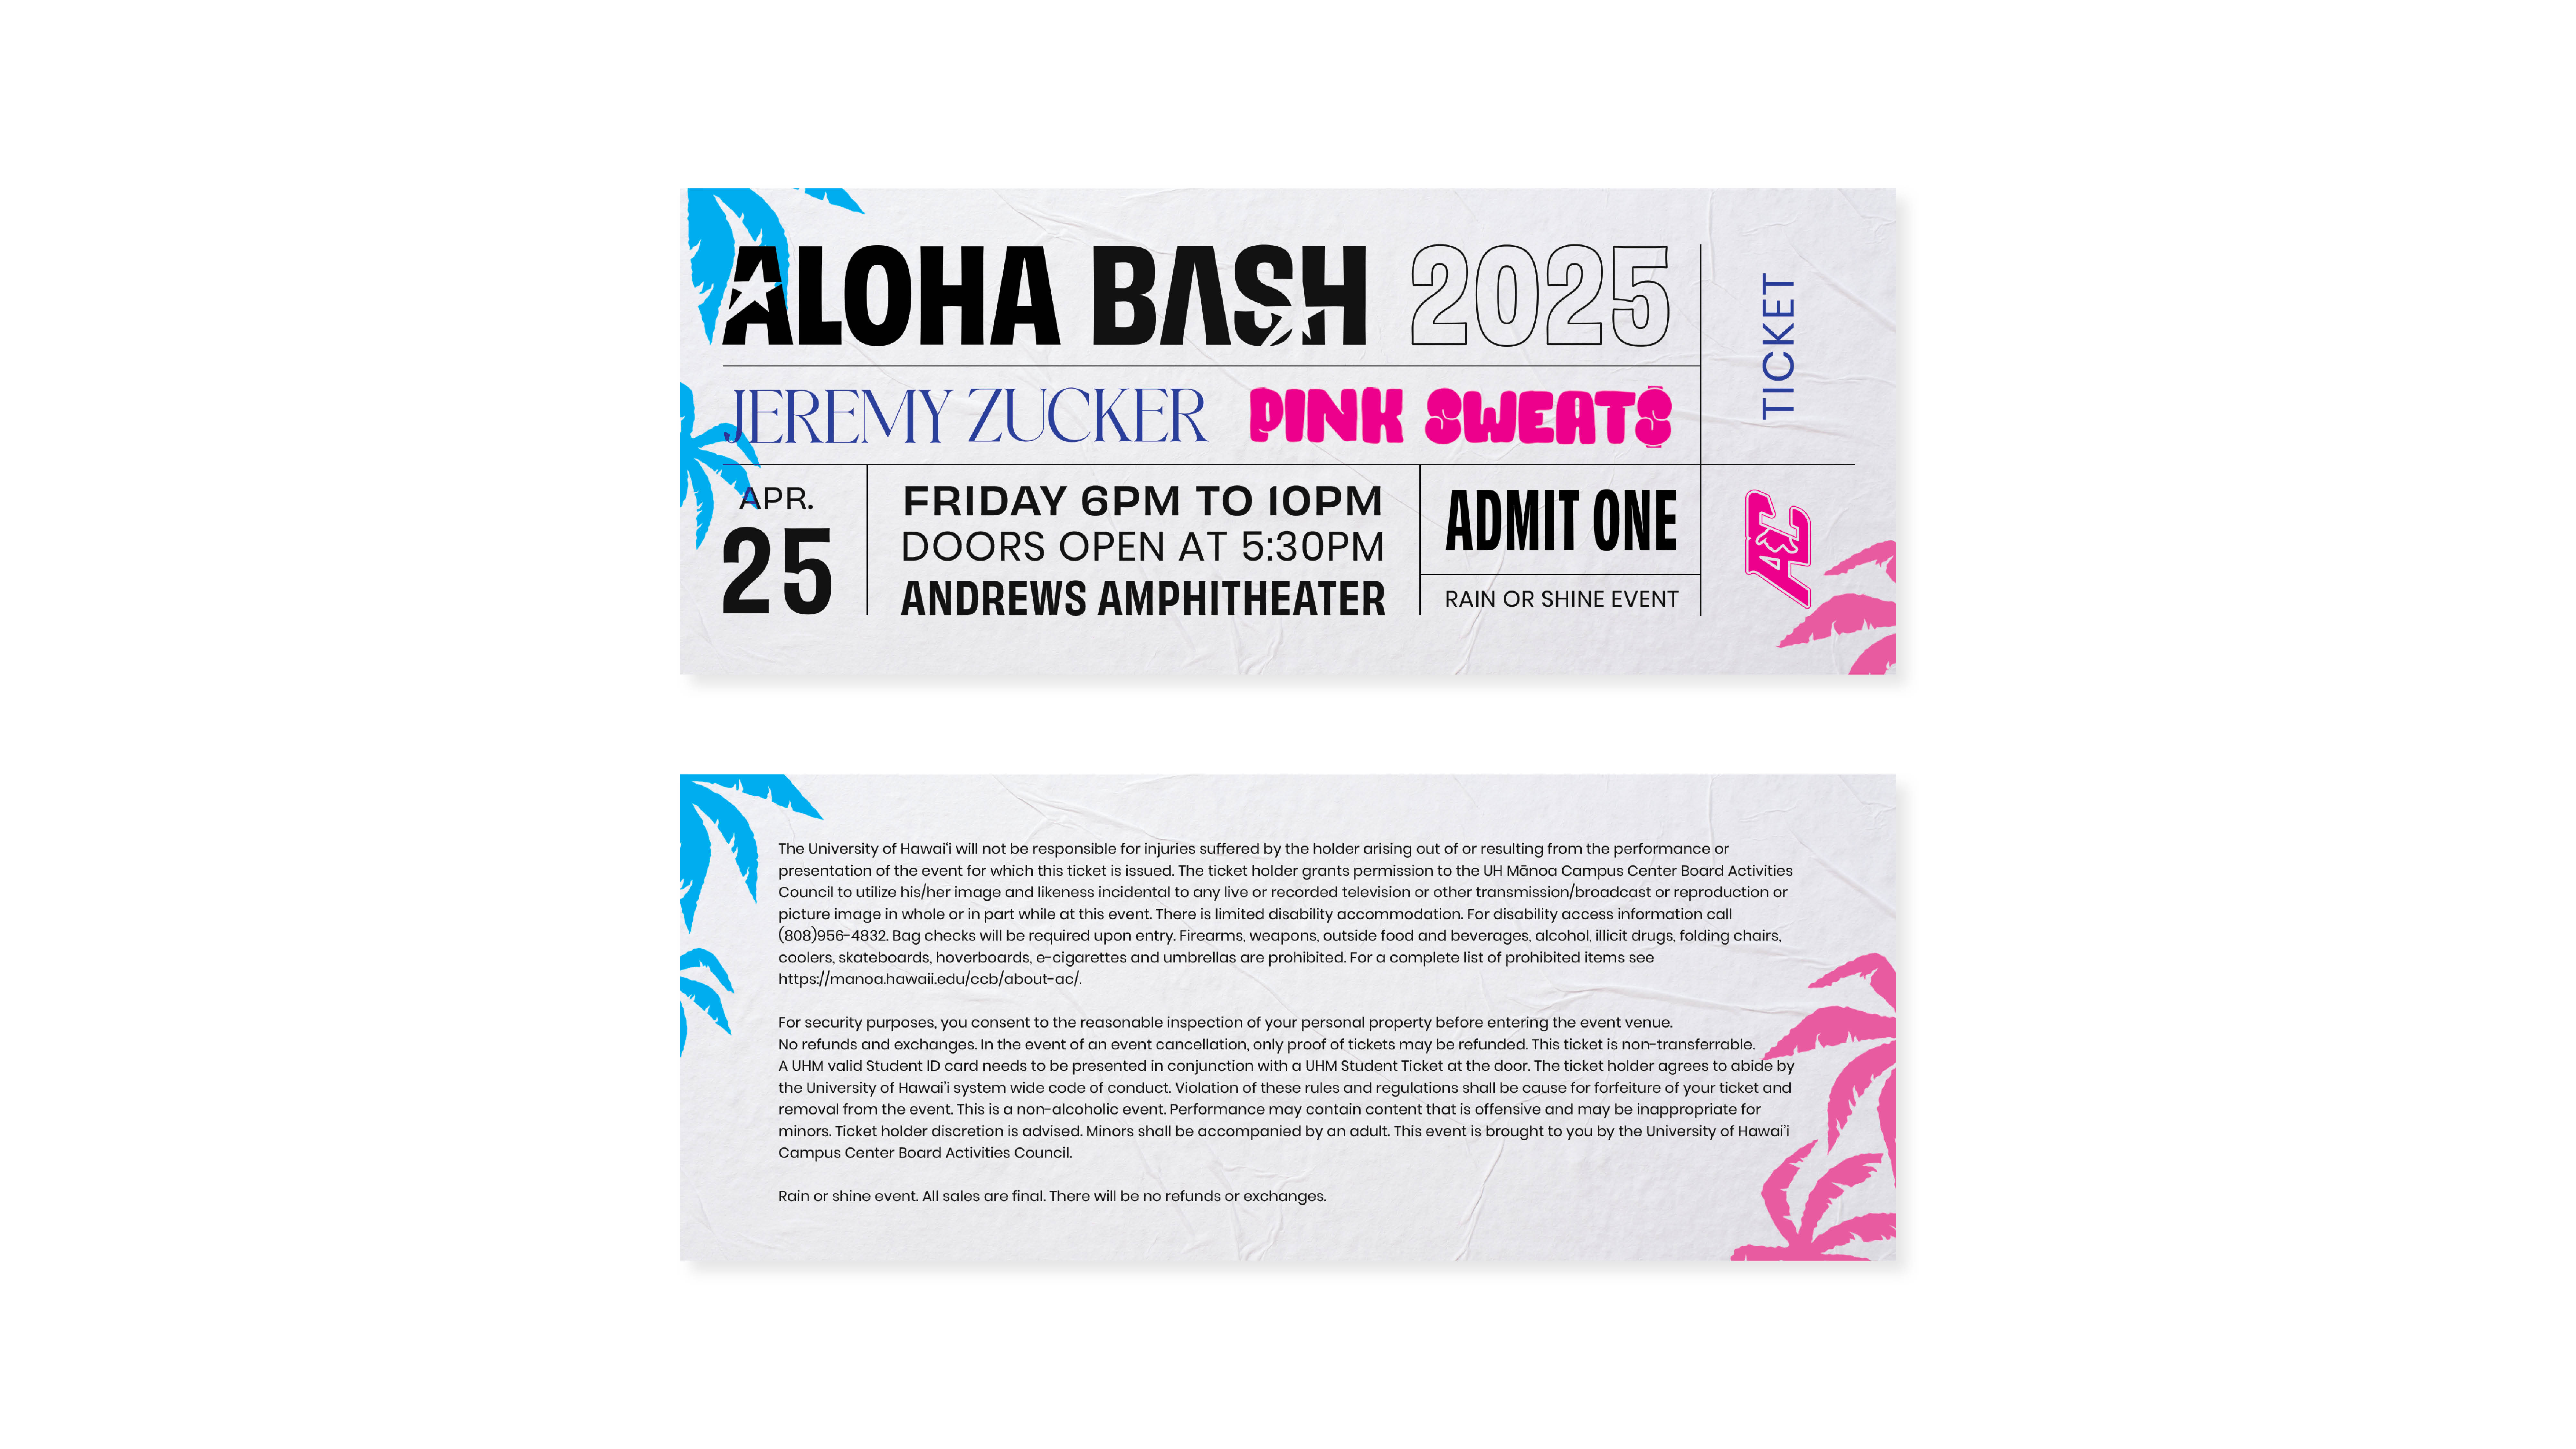 ALOHA BASH 2025
JEREMY ZUCKER PINK SWEAT$
TICKET
APR.
25
FRIDAY 6PM TO 10PM
DOORS OPEN AT 5:30PM
ANDREWS AMPHITHEATER
ADMIT ONE
RAIN OR SHINE EVENT
AC
The University of Hawai'i will not be responsible for injuries suffered by the holder arising out of or resulting from the performance or
presentation of the event for which this ticket is issued. The ticket holder grants permission to the UH Mānoa Campus Center Board Activities
Council to utilize his/her image and likeness incidental to any live or recorded television or other transmission/broadcast or reproduction or
picture image in whole or in part while at this event. There is limited disability accommodation. For disability access information call
(808)956-4832. Bag checks will be required upon entry. Firearms, weapons, outside food and beverages, alcohol, illicit drugs, folding chairs,
coolers, skateboards, hoverboards, e-cigarettes and umbrellas are prohibited. For a complete list of prohibited items see
https://manoa.hawaii.edu/ccb/about-ac/.
For security purposes, you consent to the reasonable inspection of your personal property before entering the event venue.
No refunds and exchanges. In the event of an event cancellation, only proof of tickets may be refunded. This ticket is non-transferrable.
A UHM valid Student ID card needs to be presented in conjunction with a UHM Student Ticket at the door. The ticket holder agrees to abide by
the University of Hawai'i system wide code of conduct. Violation of these rules and regulations shall be cause for forfeiture of your ticket and
removal from the event. This is a non-alcoholic event. Performance may contain content that is offensive and may be inappropriate for
minors. Ticket holder discretion is advised. Minors shall be accompanied by an adult. This event is brought to you by the University of Hawai'i
Campus Center Board Activities Council.
Rain or shine event. All sales are final. There will be no refunds or exchanges.